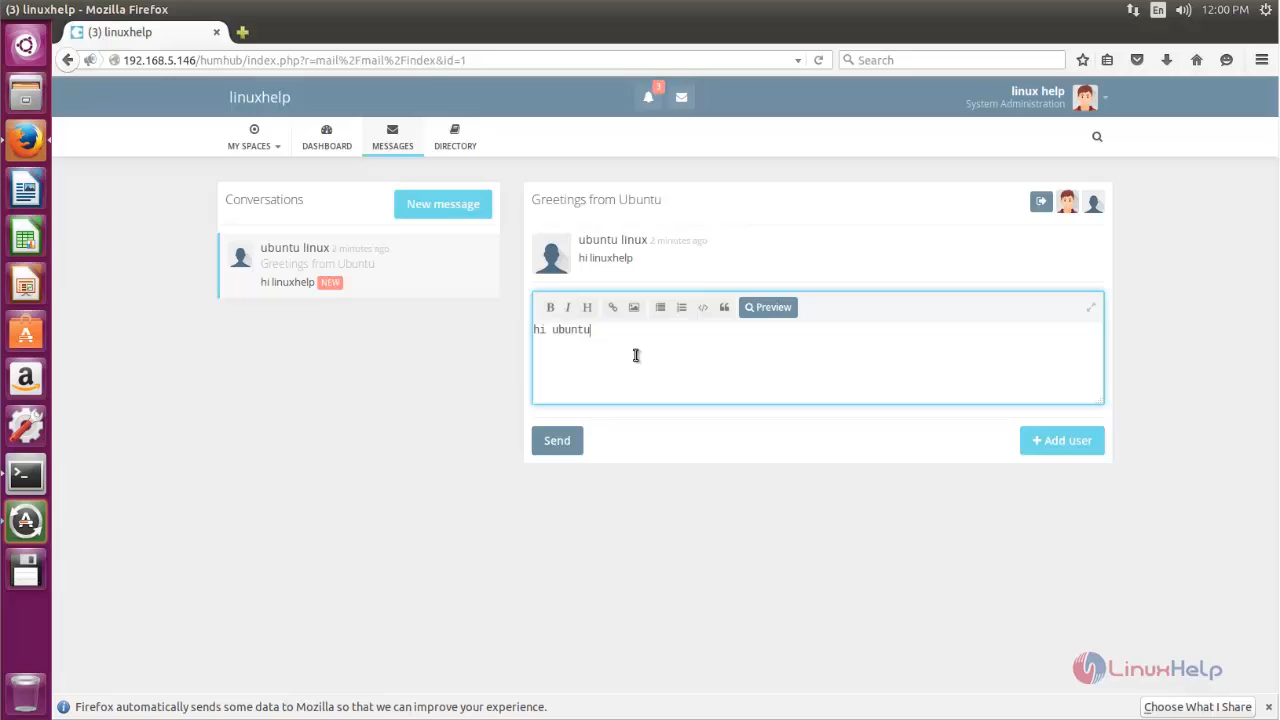 (3) linuxhelp - Mozilla Firefox
En
12:00 PM
(3) linuxhelp
192.168.5.146/humhub/index.php?r=mail%2Fmail%2Findex&id=1
Search
linuxhelp
3
linux help
System Administration
MY SPACES
DASHBOARD
MESSAGES
DIRECTORY
Conversations
New message
ubuntu linux 2 minutes ago
Greetings from Ubuntu
hi linuxhelp NEW
Greetings from Ubuntu
ubuntu linux 2 minutes ago
hi linuxhelp
B I H Preview
hi ubuntu
Send
+ Add user
LinuxHelp
Firefox automatically sends some data to Mozilla so that we can improve your experience.
Choose What I Share